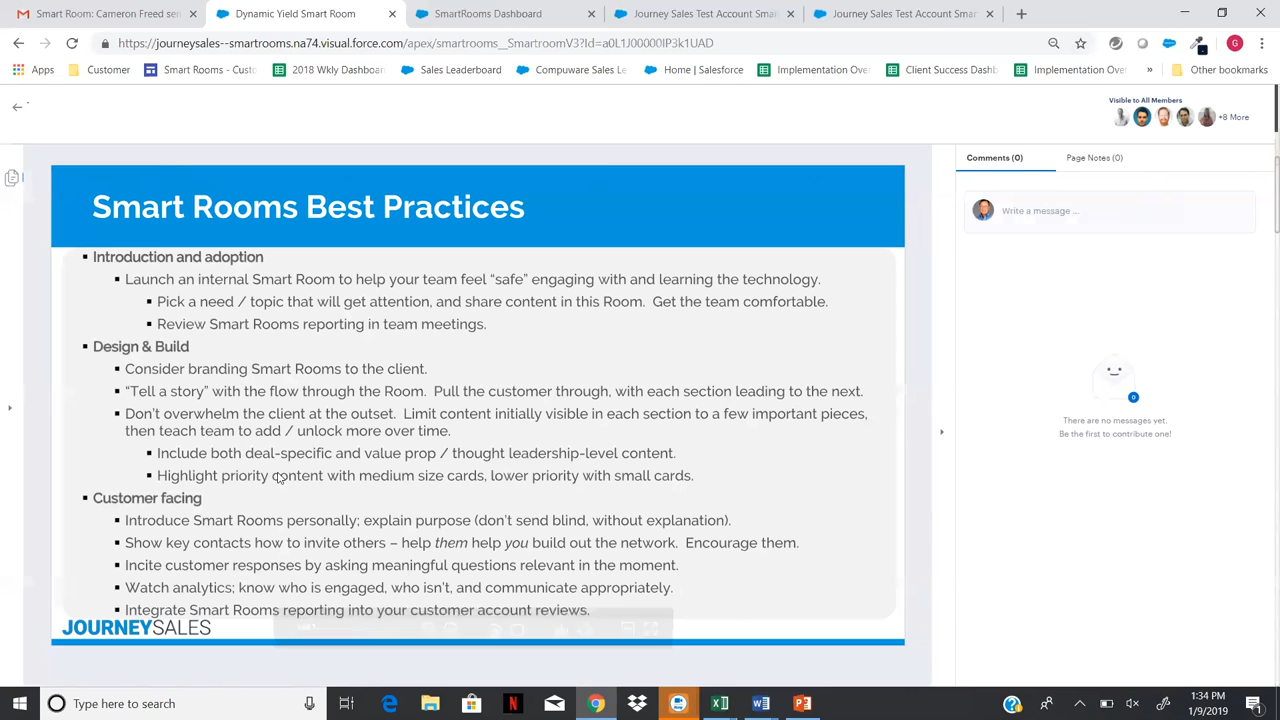 Smart Room: Cameron Freed sen
Dynamic Yield Smart Room
SmartRooms Dashboard
Journey Sales Test Account Smar
Journey Sales Test Account Smar
https://journeysales--smartrooms.na74.visual.force.com/apex/smartrooms__SmartroomV3?Id=a0L1J00000IP3k1UAD
G
Apps
Customer
Smart Rooms - Custo
2018 Wkly Dashboa
Sales Leaderboard
Compuware Sales Le
Home | Salesforce
Implementation Ove
Client Success Dashb
Implementation Ove
»
Other bookmarks
Visible to All Members
+8 More
Comments (0)
Page Notes (0)
Write a message ...
Smart Rooms Best Practices
▪ Introduction and adoption
▪ Launch an internal Smart Room to help your team feel “safe” engaging with and learning the technology.
▪ Pick a need / topic that will get attention, and share content in this Room. Get the team comfortable.
▪ Review Smart Rooms reporting in team meetings.
▪ Design & Build
▪ Consider branding Smart Rooms to the client.
▪ “Tell a story” with the flow through the Room. Pull the customer through, with each section leading to the next.
▪ Don’t overwhelm the client at the outset. Limit content initially visible in each section to a few important pieces,
then teach team to add / unlock more over time.
▪ Include both deal-specific and value prop / thought leadership-level content.
▪ Highlight priority content with medium size cards, lower priority with small cards.
▪ Customer facing
▪ Introduce Smart Rooms personally; explain purpose (don’t send blind, without explanation).
▪ Show key contacts how to invite others – help them help you build out the network. Encourage them.
▪ Incite customer responses by asking meaningful questions relevant in the moment.
▪ Watch analytics; know who is engaged, who isn’t, and communicate appropriately.
▪ Integrate Smart Rooms reporting into your customer account reviews.
JOURNEYSALES
0
There are no messages yet.
Be the first to contribute one!
Type here to search
1:34 PM
1/9/2019